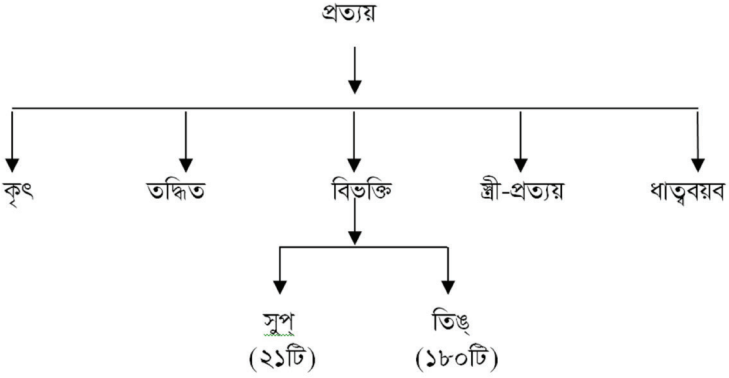 প্রত্যয়
কৃৎ তদ্ধিত বিভক্তি স্ত্রী-প্রত্যয় ধাত্ববয়ব
সুপ্ তিঙ্
(২১টি) (১৮০টি)